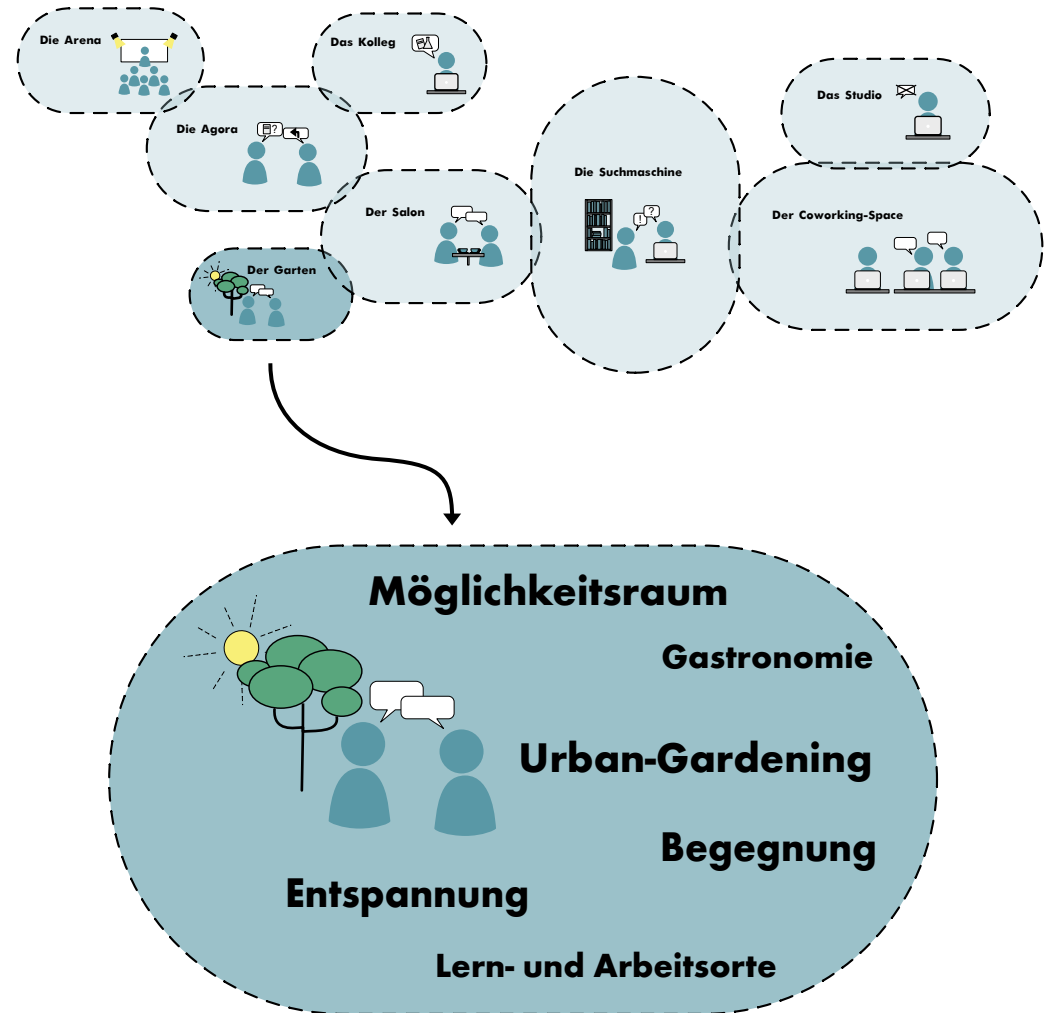 Die Arena
Das Kolleg
Die Agora
?
Der Salon
Der Garten
Die Suchmaschine
!
?
Das Studio
Der Coworking-Space
Möglichkeitsraum
Gastronomie
Urban-Gardening
Begegnung
Entspannung
Lern- und Arbeitsorte